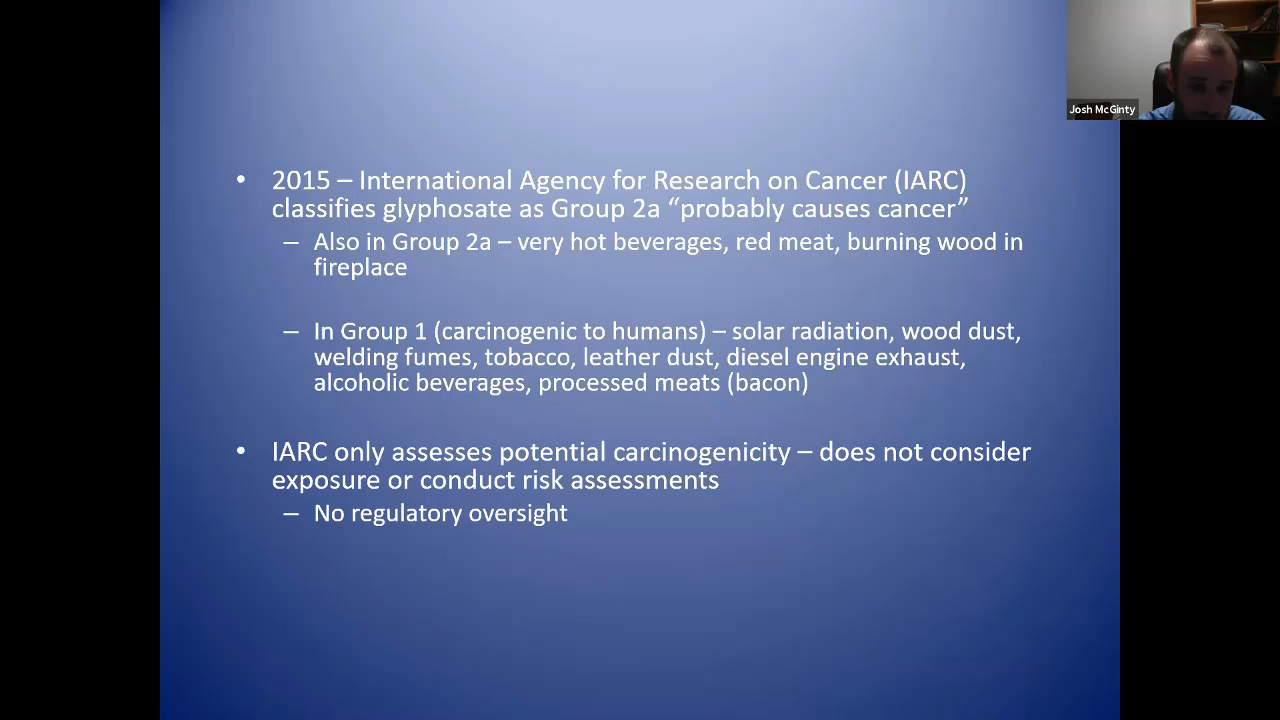 Josh McGinty
• 2015 – International Agency for Research on Cancer (IARC)
classifies glyphosate as Group 2a “probably causes cancer”
– Also in Group 2a – very hot beverages, red meat, burning wood in
fireplace
– In Group 1 (carcinogenic to humans) – solar radiation, wood dust,
welding fumes, tobacco, leather dust, diesel engine exhaust,
alcoholic beverages, processed meats (bacon)
• IARC only assesses potential carcinogenicity – does not consider
exposure or conduct risk assessments
– No regulatory oversight